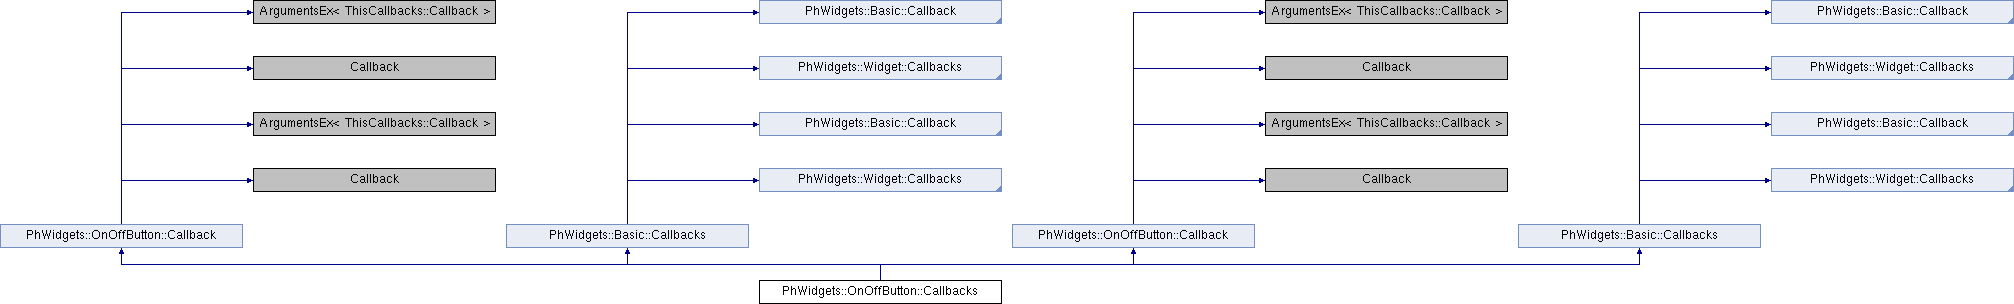 ArgumentsEx< ThisCallbacks::Callback >
PhWidgets::Basic::Callback
ArgumentsEx< ThisCallbacks::Callback >
PhWidgets::Basic::Callback
Callback
PhWidgets::Widget::Callbacks
Callback
PhWidgets::Widget::Callbacks
ArgumentsEx< ThisCallbacks::Callback >
PhWidgets::Basic::Callback
ArgumentsEx< ThisCallbacks::Callback >
PhWidgets::Basic::Callback
Callback
PhWidgets::Widget::Callbacks
Callback
PhWidgets::Widget::Callbacks
PhWidgets::OnOffButton::Callback
PhWidgets::Basic::Callbacks
PhWidgets::OnOffButton::Callback
PhWidgets::Basic::Callbacks
PhWidgets::OnOffButton::Callbacks